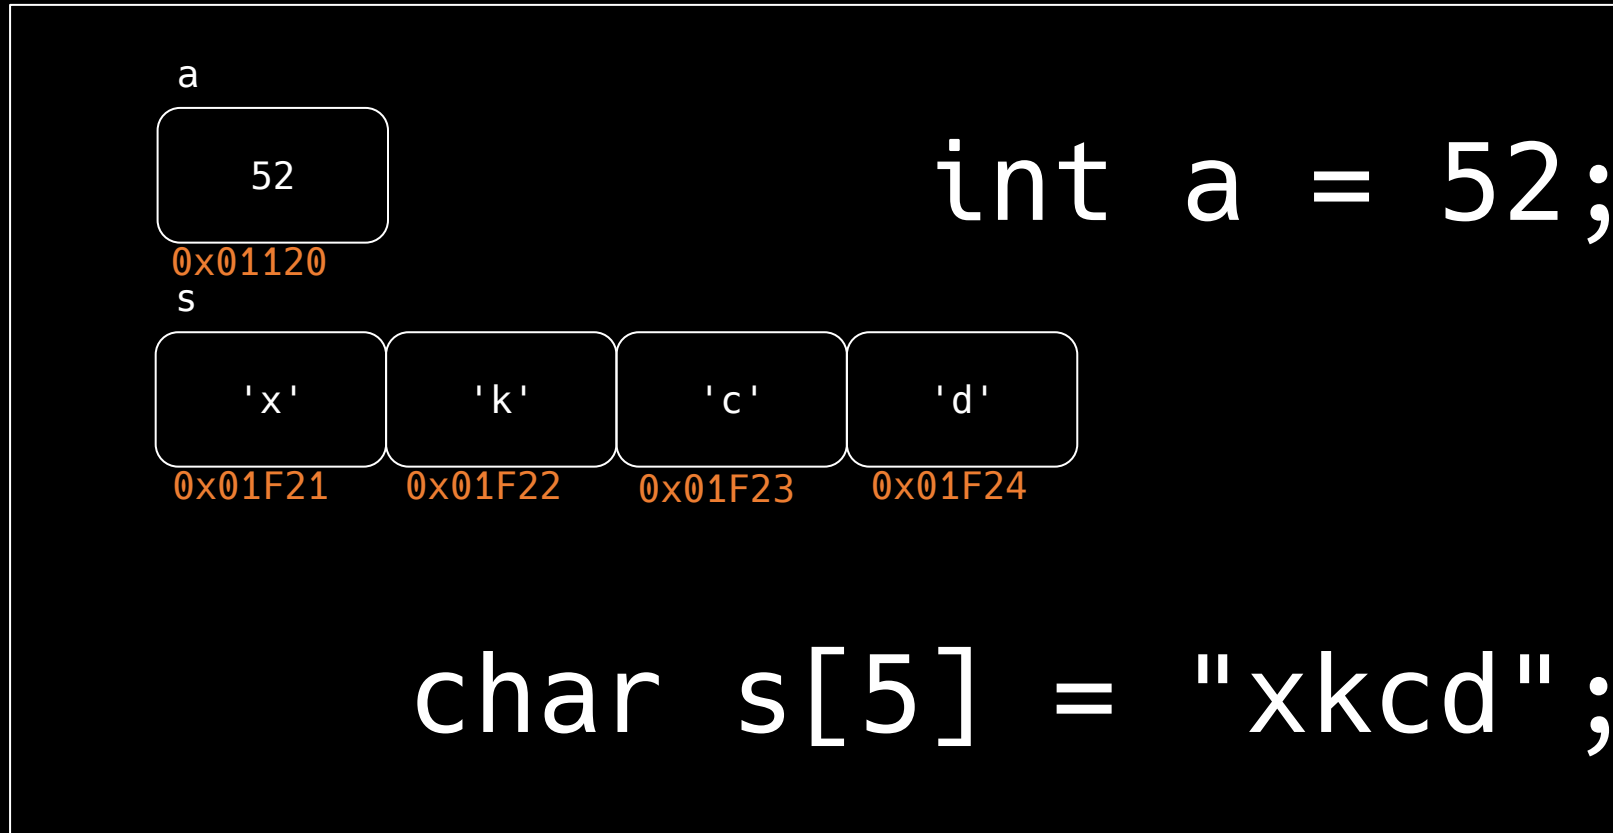 a
52
int a = 52;
0x01120
s
'x' 'k' 'c' 'd'
0x01F21 0x01F22 0x01F23 0x01F24
char s[5] = "xkcd";